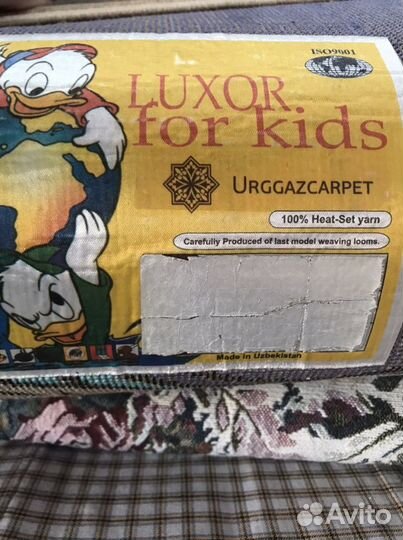 ISO9001
LUXOR
for kids
URGGAZCARPET
100% Heat-Set yarn
Carefully Produced of last model weaving looms.
Made in Uzbekistan
Avito